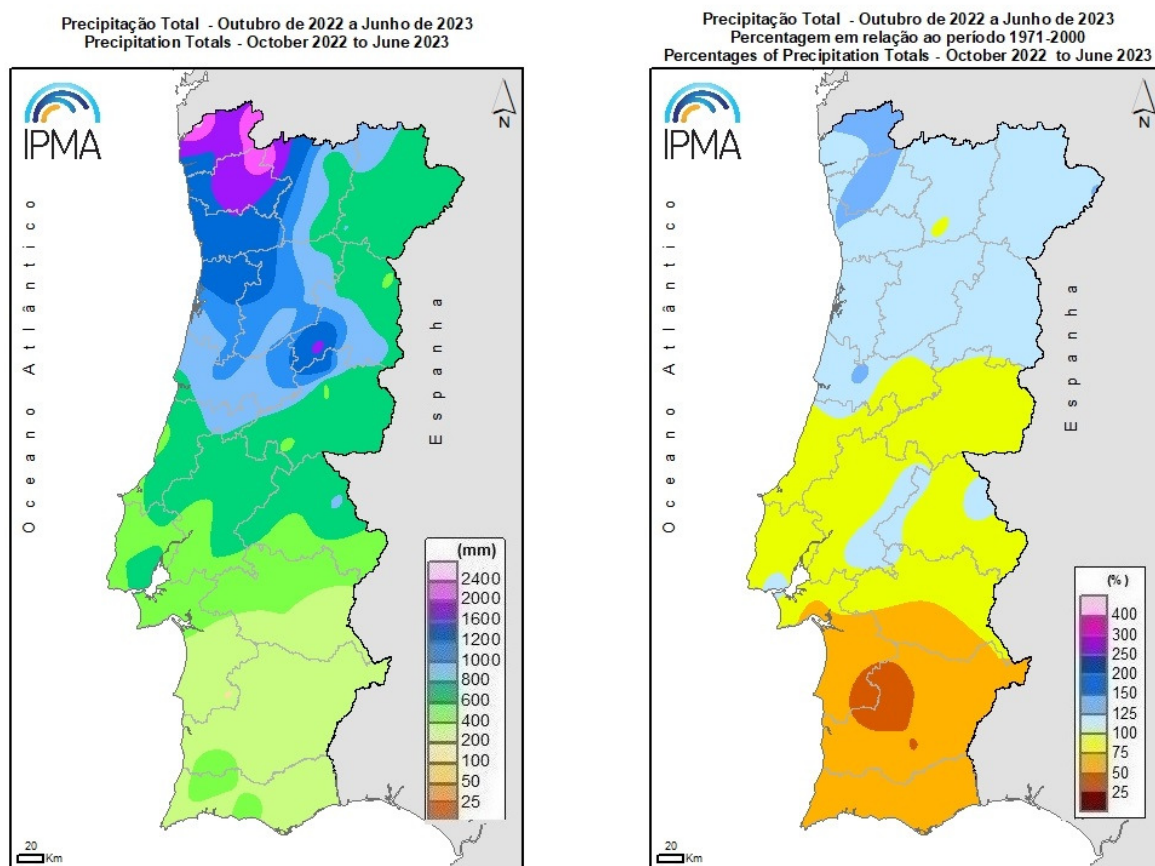 Precipitação Total - Outubro de 2022 a Junho de 2023
Precipitation Totals - October 2022 to June 2023
IPMA
N
Oceano Atlântico
Espanha
(mm)
2400
2000
1600
1200
1000
800
600
400
200
100
50
25
20
Km
Precipitação Total - Outubro de 2022 a Junho de 2023
Percentagem em relação ao período 1971-2000
Percentages of Precipitation Totals - October 2022 to June 2023
IPMA
N
Oceano Atlântico
Espanha
(%)
400
300
250
200
150
125
100
75
50
25
20
Km